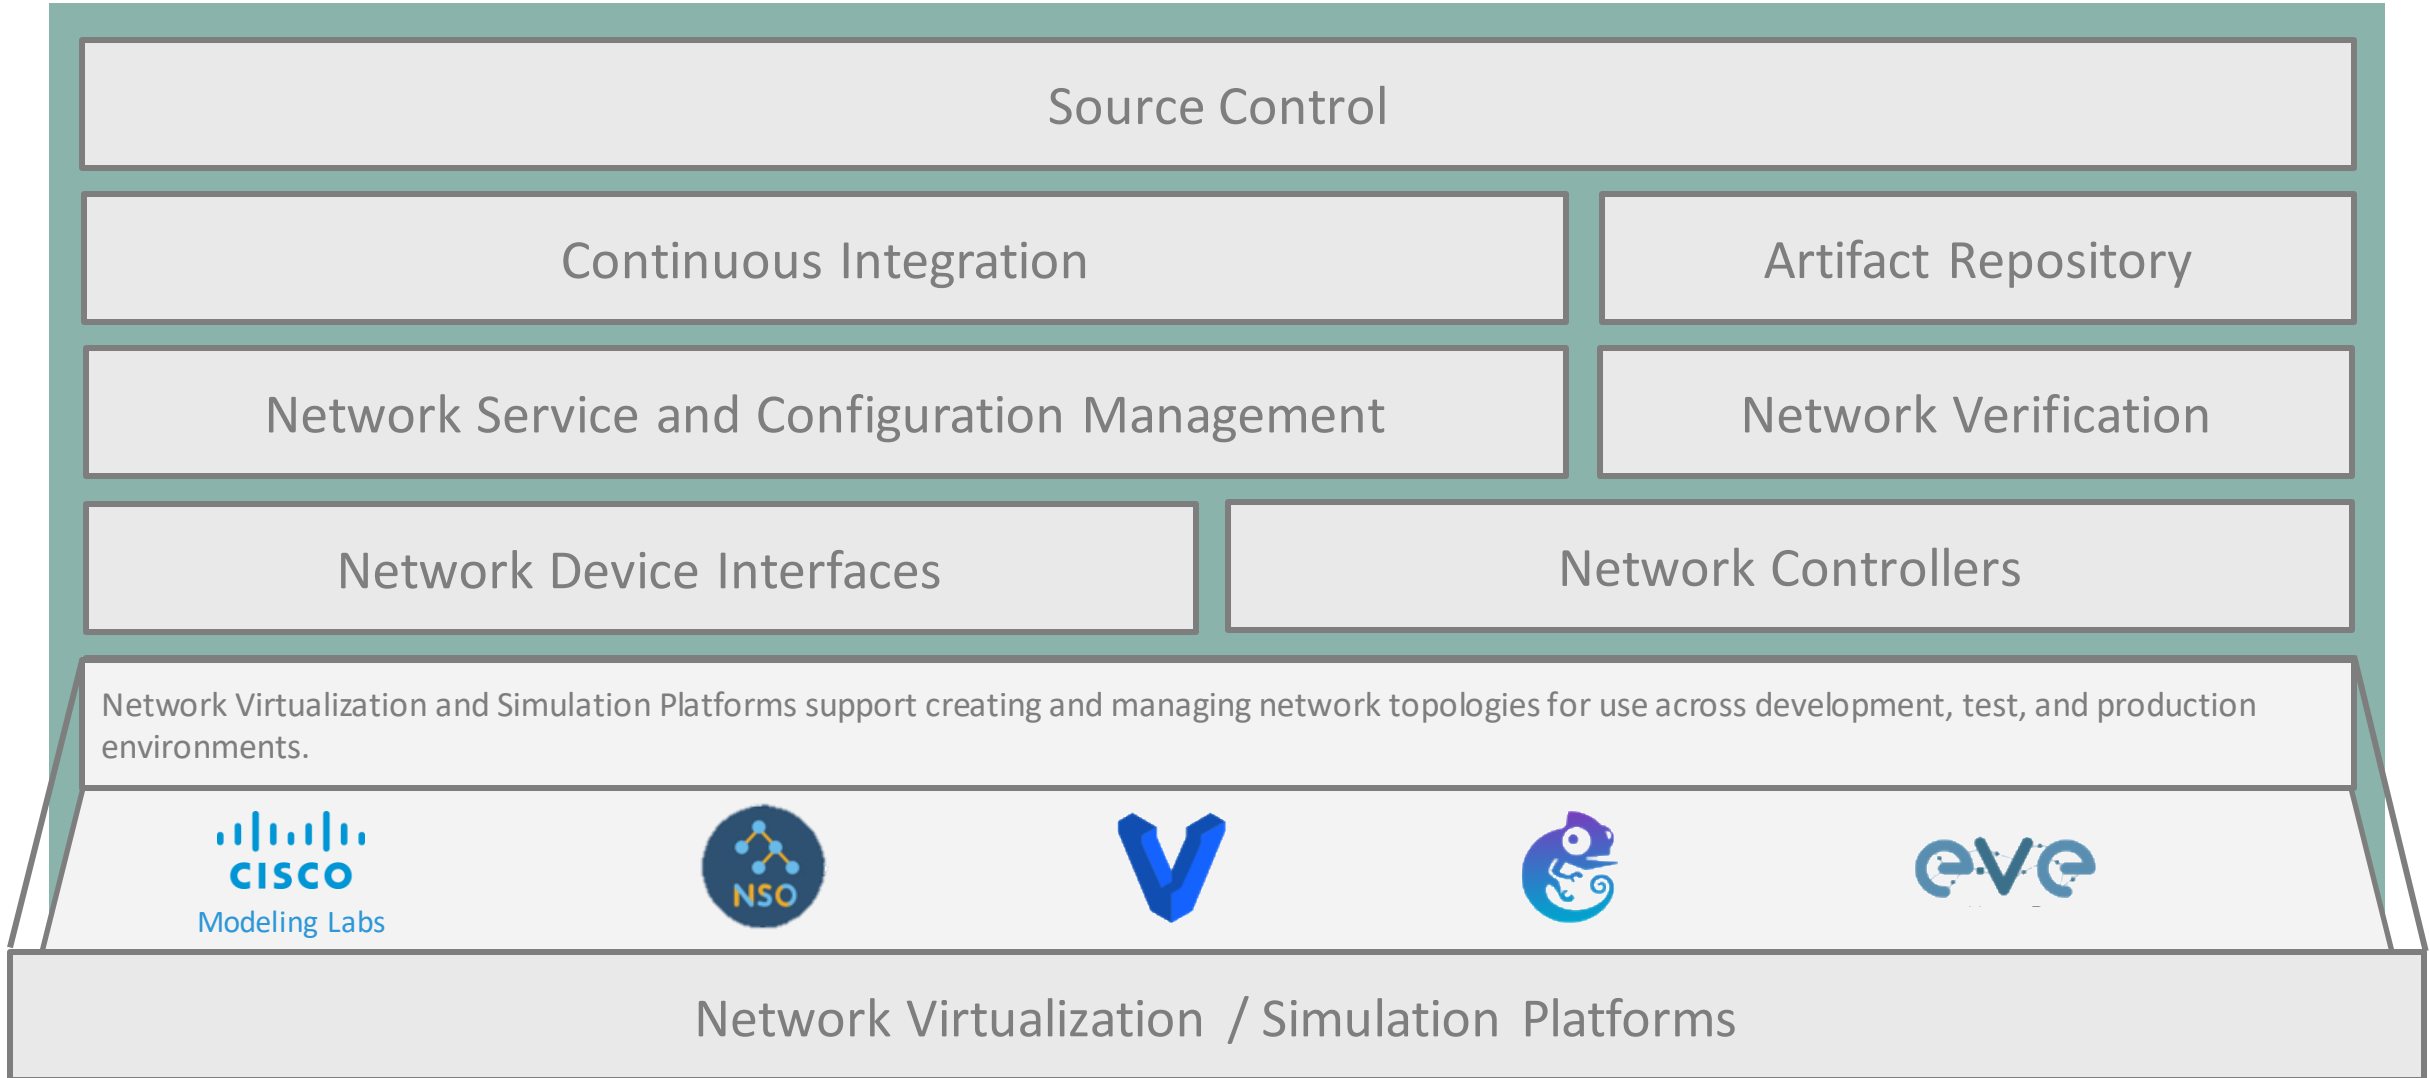 Source Control
Continuous Integration
Artifact Repository
Network Service and Configuration Management
Network Verification
Network Device Interfaces
Network Controllers
Network Virtualization and Simulation Platforms support creating and managing network topologies for use across development, test, and production
environments.
CISCO
Modeling Labs
NSO
eve
Network Virtualization / Simulation Platforms